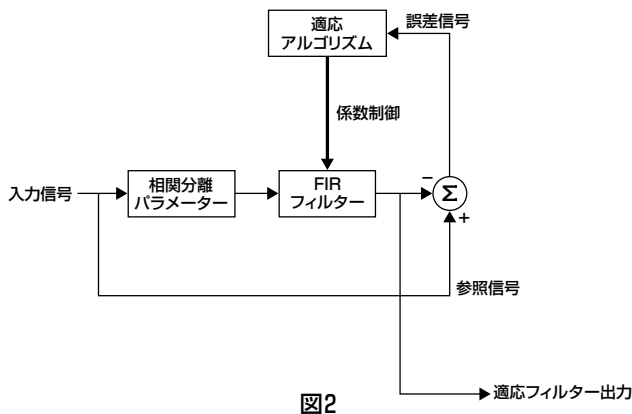 適応
アルゴリズム
誤差信号
係数制御
入力信号
相関分離
パラメーター
FIR
フィルター
−
Σ
+
参照信号
適応フィルター出力
図2